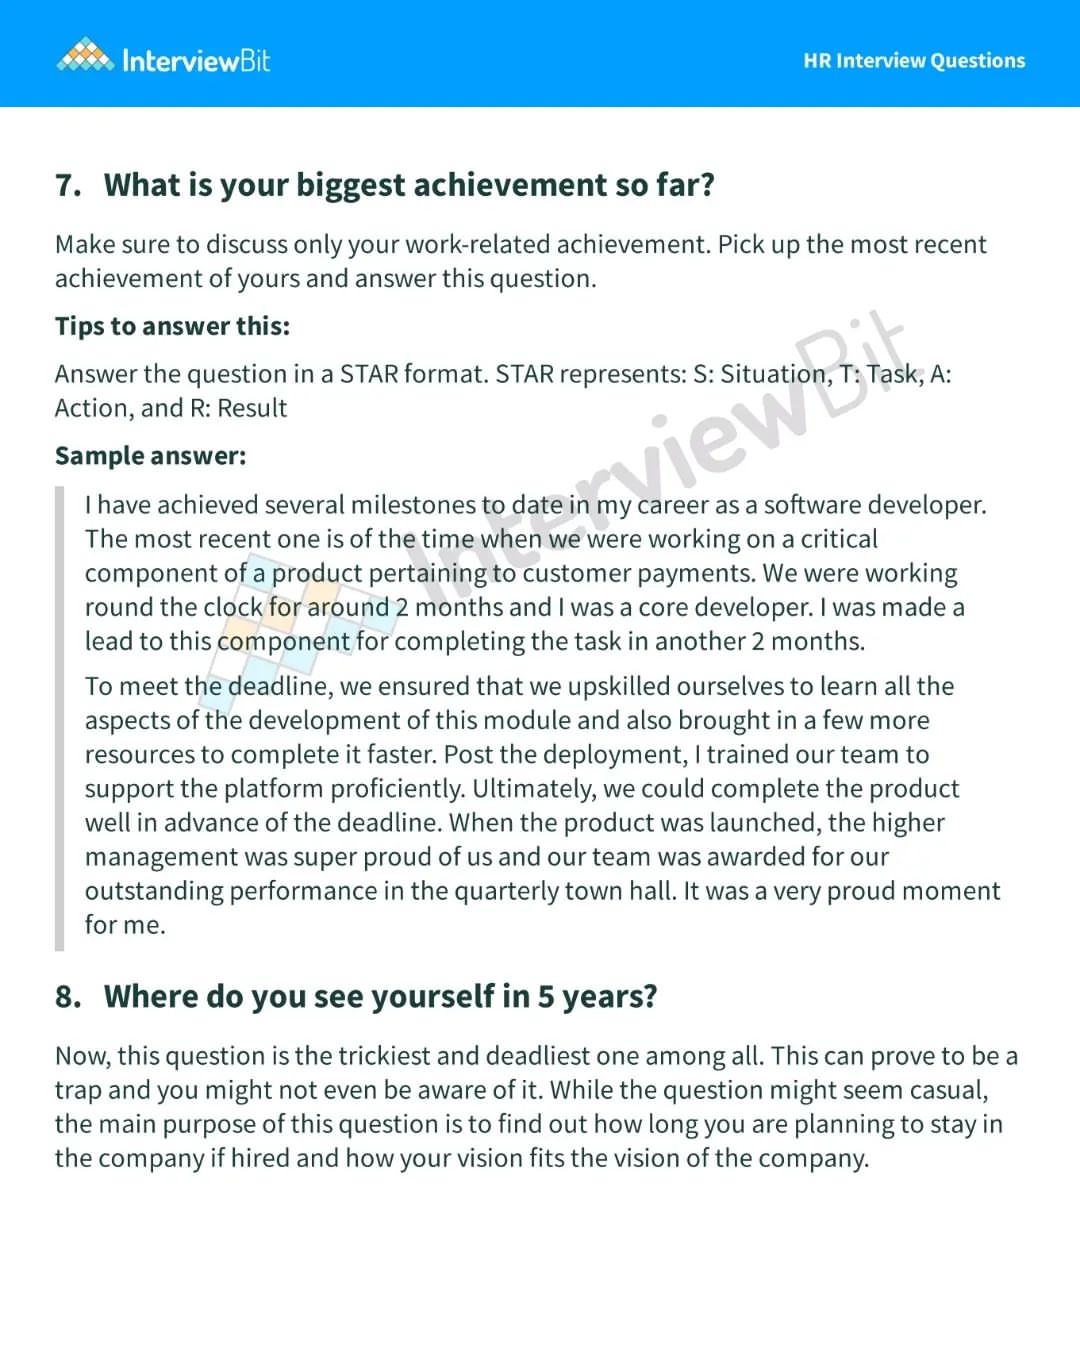 InterviewBit
HR Interview Questions
7. What is your biggest achievement so far?
Make sure to discuss only your work-related achievement. Pick up the most recent
achievement of yours and answer this question.
Tips to answer this:
Answer the question in a STAR format. STAR represents: S: Situation, T: Task, A:
Action, and R: Result
Sample answer:
I have achieved several milestones to date in my career as a software developer.
The most recent one is of the time when we were working on a critical
component of a product pertaining to customer payments. We were working
round the clock for around 2 months and I was a core developer. I was made a
lead to this component for completing the task in another 2 months.
To meet the deadline, we ensured that we upskilled ourselves to learn all the
aspects of the development of this module and also brought in a few more
resources to complete it faster. Post the deployment, I trained our team to
support the platform proficiently. Ultimately, we could complete the product
well in advance of the deadline. When the product was launched, the higher
management was super proud of us and our team was awarded for our
outstanding performance in the quarterly town hall. It was a very proud moment
for me.
InterviewBit
8. Where do you see yourself in 5 years?
Now, this question is the trickiest and deadliest one among all. This can prove to be a
trap and you might not even be aware of it. While the question might seem casual,
the main purpose of this question is to find out how long you are planning to stay in
the company if hired and how your vision fits the vision of the company.